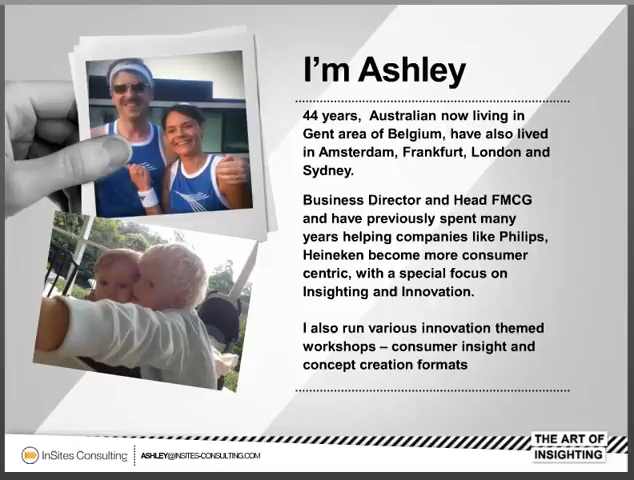 I'm Ashley
44 years, Australian now living in
Gent area of Belgium, have also lived
in Amsterdam, Frankfurt, London and
Sydney.
Business Director and Head FMCG
and have previously spent many
years helping companies like Philips,
Heineken become more consumer
centric, with a special focus on
Insighting and Innovation.
I also run various innovation themed
workshops – consumer insight and
concept creation formats
InSites Consulting
ASHLEY@INSITES-CONSULTING.COM
THE ART OF
INSIGHTING